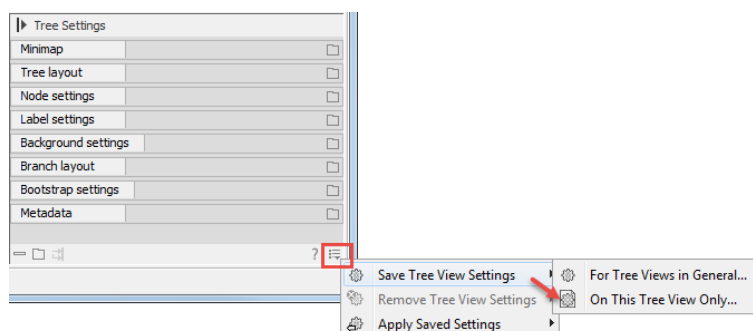 Tree Settings
Minimap
Tree layout
Node settings
Label settings
Background settings
Branch layout
Bootstrap settings
Metadata
?
Save Tree View Settings
For Tree Views in General...
Remove Tree View Settings
On This Tree View Only...
Apply Saved Settings